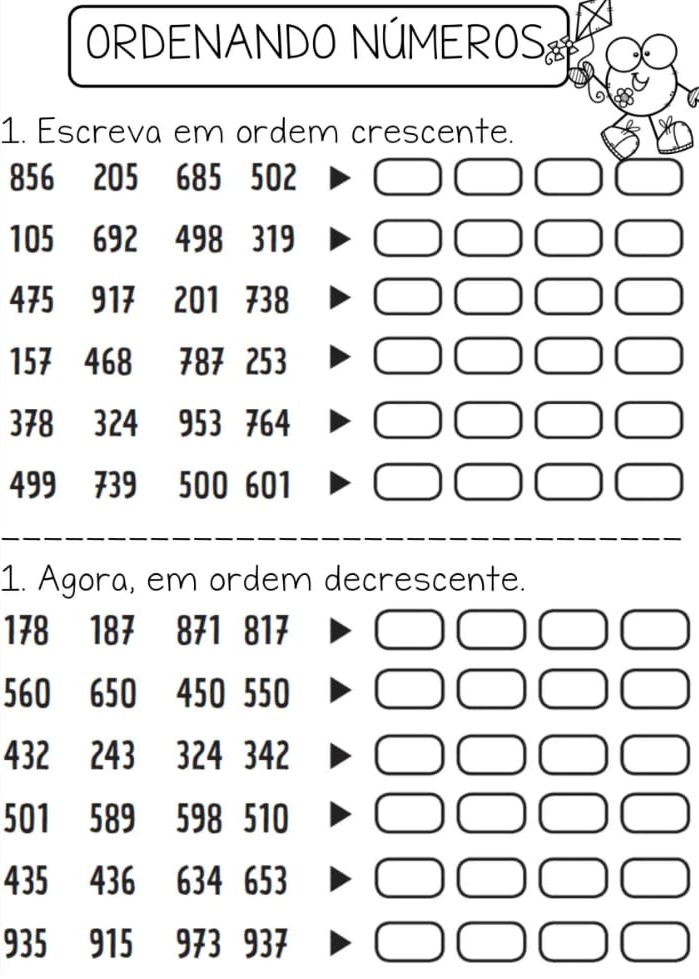 ORDENANDO NÚMEROS
1. Escreva em ordem crescente.
856 205 685 502
105 692 498 319
475 917 201 738
157 468 787 253
378 324 953 764
499 739 500 601
1. Agora, em ordem decrescente.
178 187 871 817
560 650 450 550
432 243 324 342
501 589 598 510
435 436 634 653
935 915 973 937